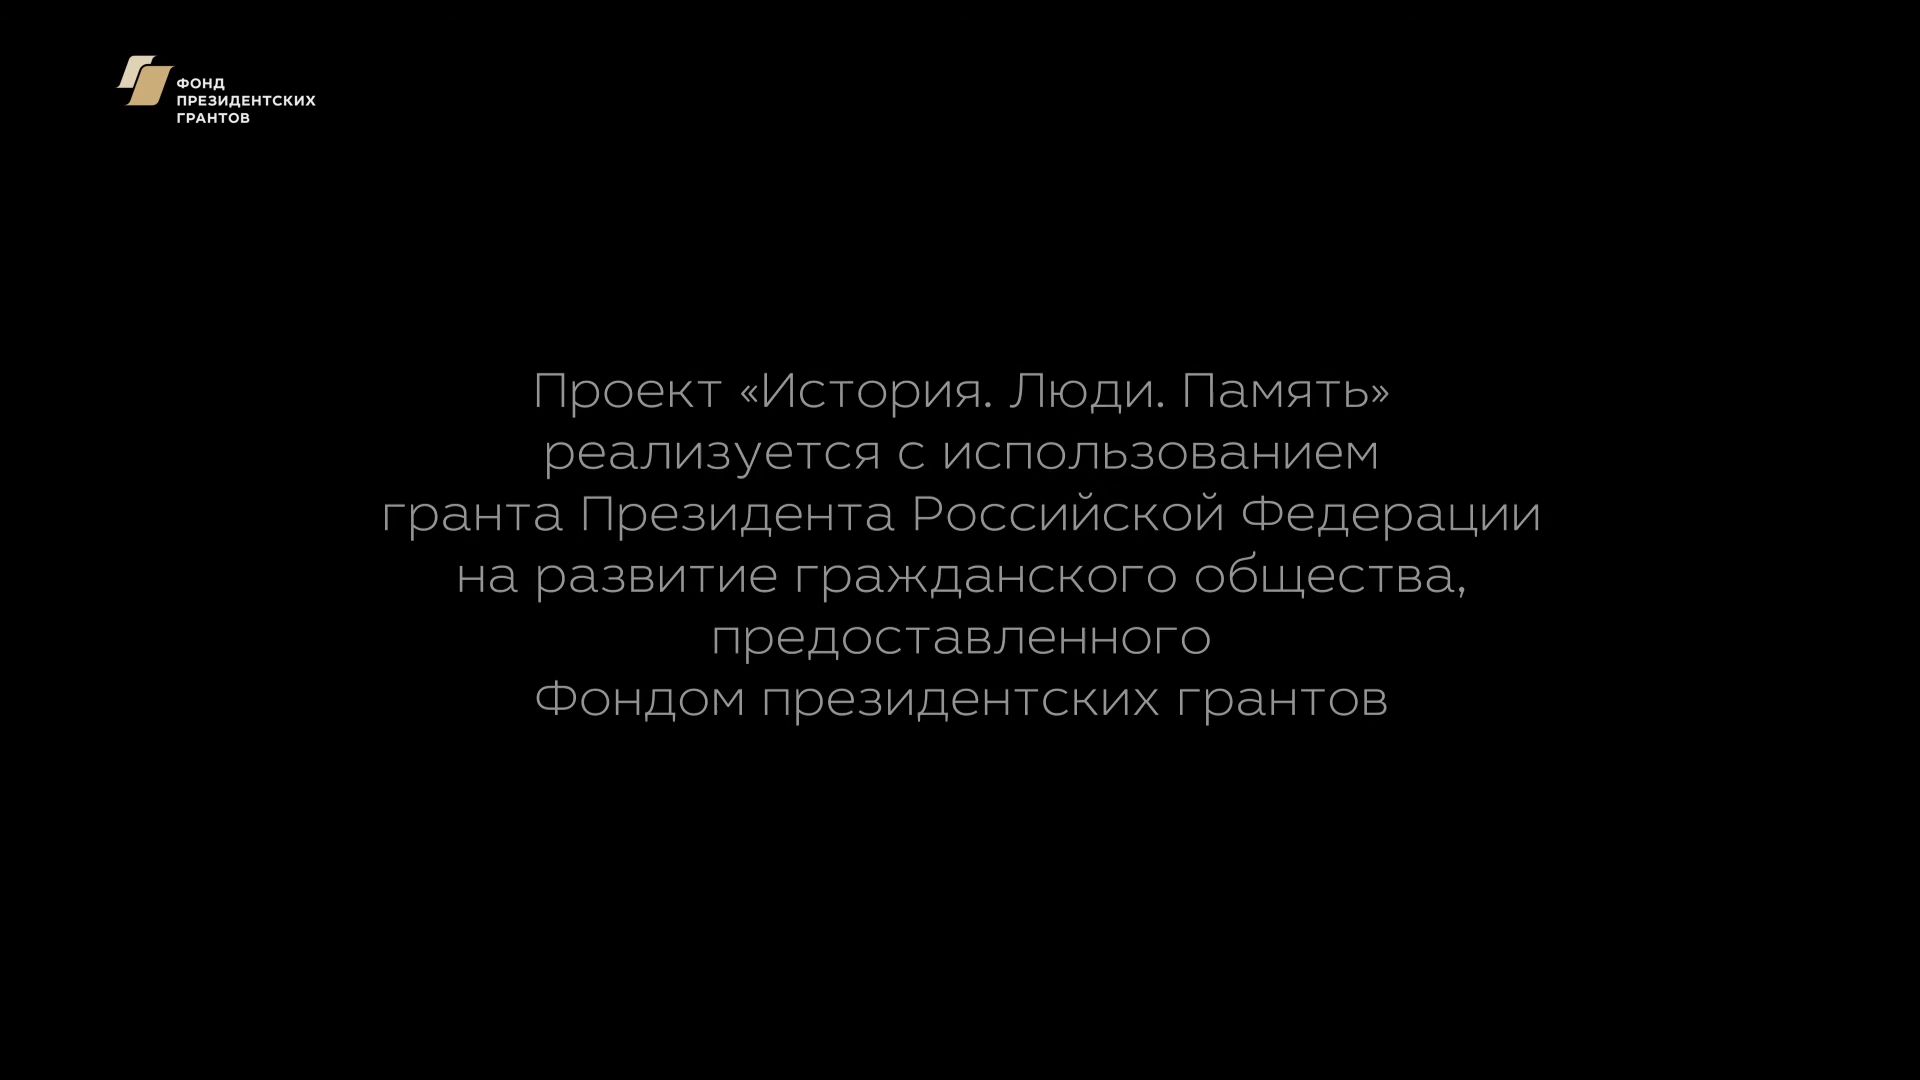 ФОНД
ПРЕЗИДЕНТСКИХ
ГРАНТОВ
Проект «История. Люди. Память»
реализуется с использованием
гранта Президента Российской Федерации
на развитие гражданского общества,
предоставленного
Фондом президентских грантов